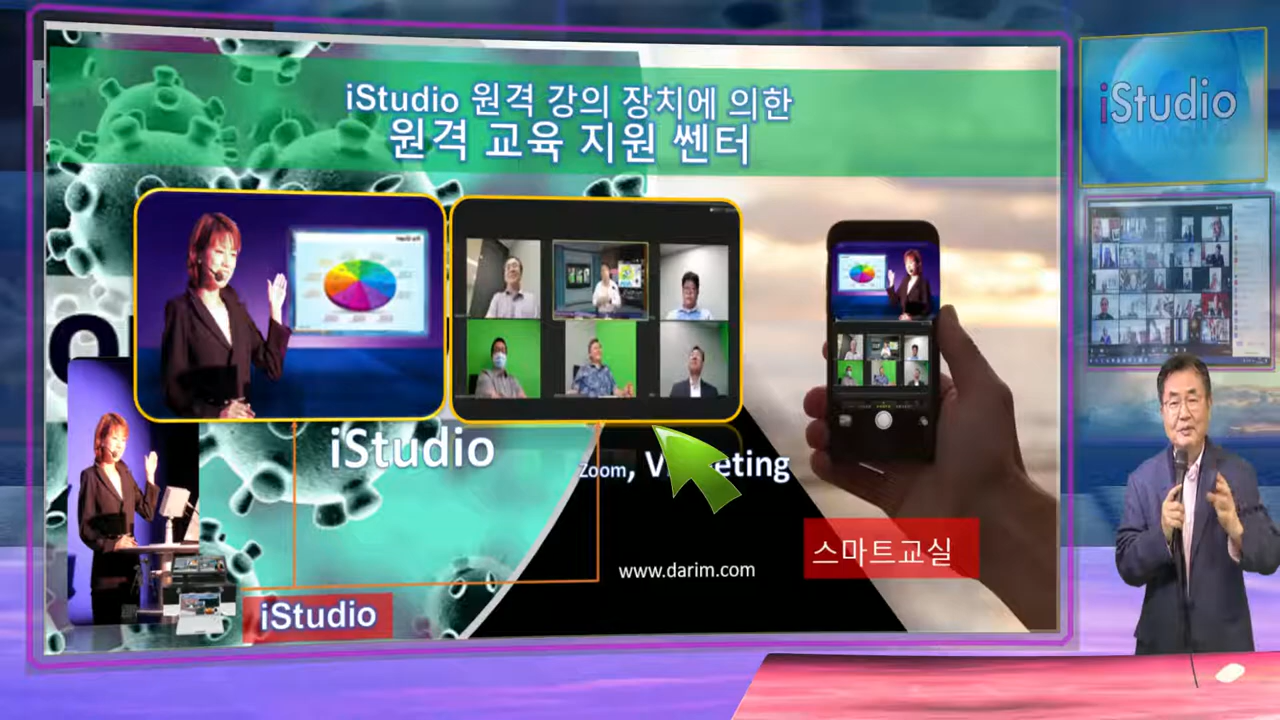 iStudio 원격 강의 장치에 의한
원격 교육 지원 쎈터
iStudio
iStudio
Zoom,
www.darim.com
스마트교실
iStudio